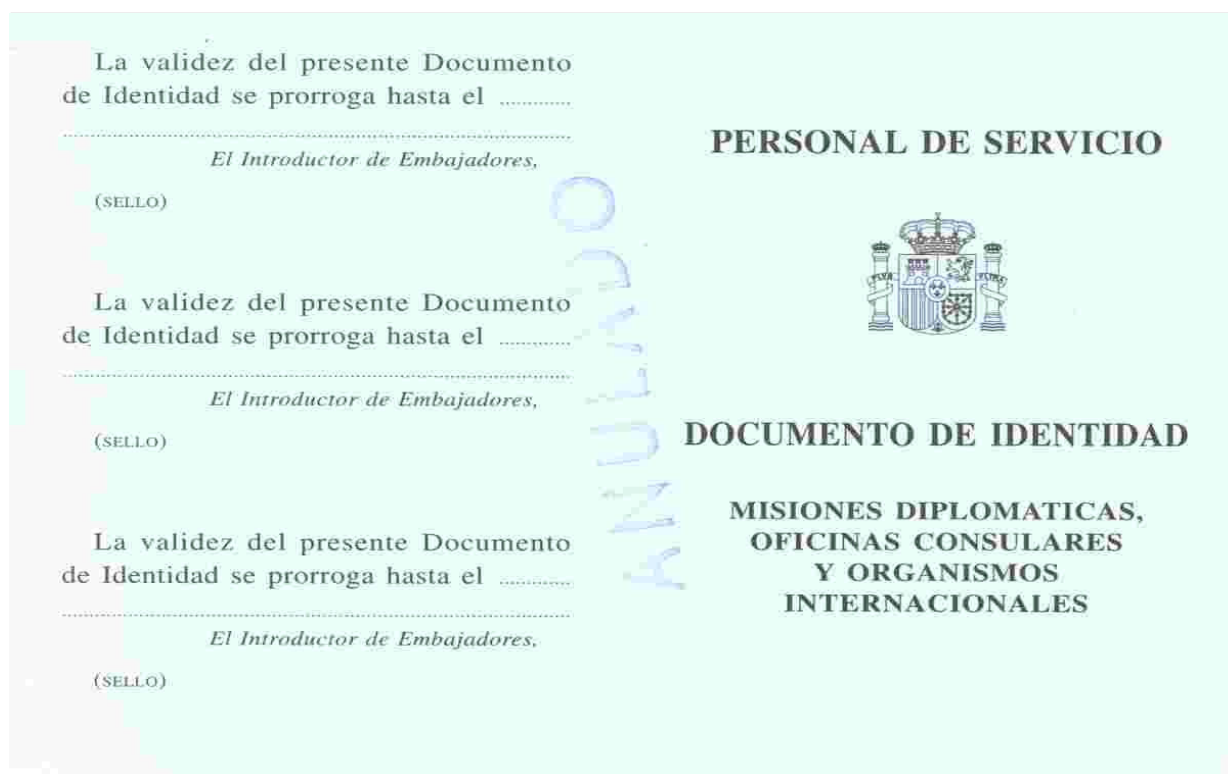 La validez del presente Documento
de Identidad se prorroga hasta el ............
................................................................................
El Introductor de Embajadores,
(SELLO)
La validez del presente Documento
de Identidad se prorroga hasta el ............
................................................................................
El Introductor de Embajadores,
(SELLO)
La validez del presente Documento
de Identidad se prorroga hasta el ............
................................................................................
El Introductor de Embajadores,
(SELLO)
ANULADO
PERSONAL DE SERVICIO
DOCUMENTO DE IDENTIDAD
MISIONES DIPLOMATICAS,
OFICINAS CONSULARES
Y ORGANISMOS
INTERNACIONALES